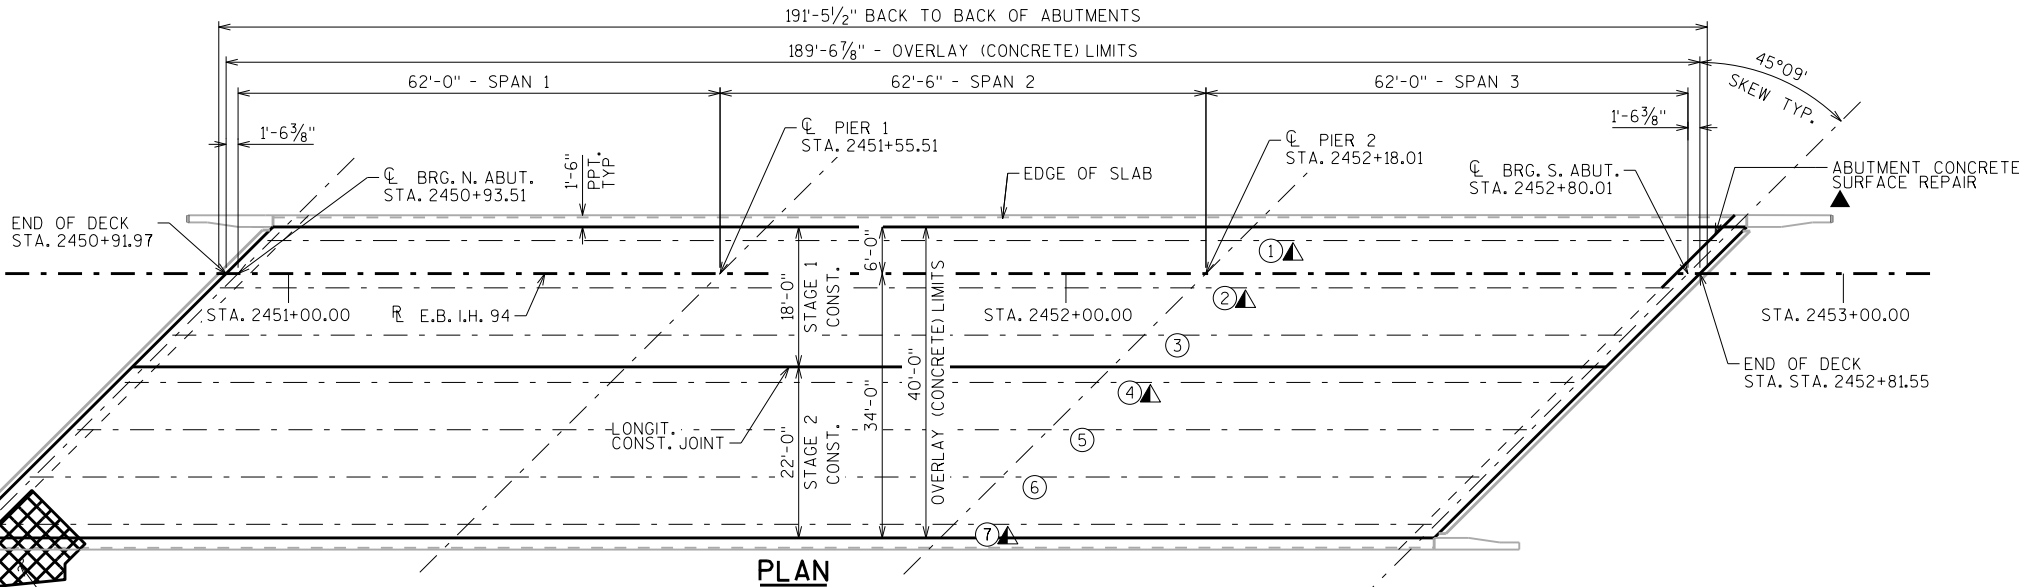 191'-5½" BACK TO BACK OF ABUTMENTS
189'-6⅞" - OVERLAY (CONCRETE) LIMITS
62'-0" - SPAN 1
62'-6" - SPAN 2
62'-0" - SPAN 3
45°09'
SKEW TYP.
1'-6⅜"
1'-6⅜"
℄ PIER 1
STA. 2451+55.51
℄ PIER 2
STA. 2452+18.01
1'-6"
PPT.
TYP
℄ BRG. N. ABUT.
STA. 2450+93.51
EDGE OF SLAB
℄ BRG. S. ABUT.
STA. 2452+80.01
ABUTMENT CONCRETE
SURFACE REPAIR
END OF DECK
STA. 2450+91.97
1
2
3
4
5
6
7
6'-0"
18'-0"
STAGE 1
CONST.
STA. 2451+00.00
RL E.B. I.H. 94
STA. 2452+00.00
STA. 2453+00.00
OVERLAY (CONCRETE) LIMITS
40'-0"
34'-0"
END OF DECK
STA. STA. 2452+81.55
LONGIT.
CONST. JOINT
22'-0"
STAGE 2
CONST.
PLAN